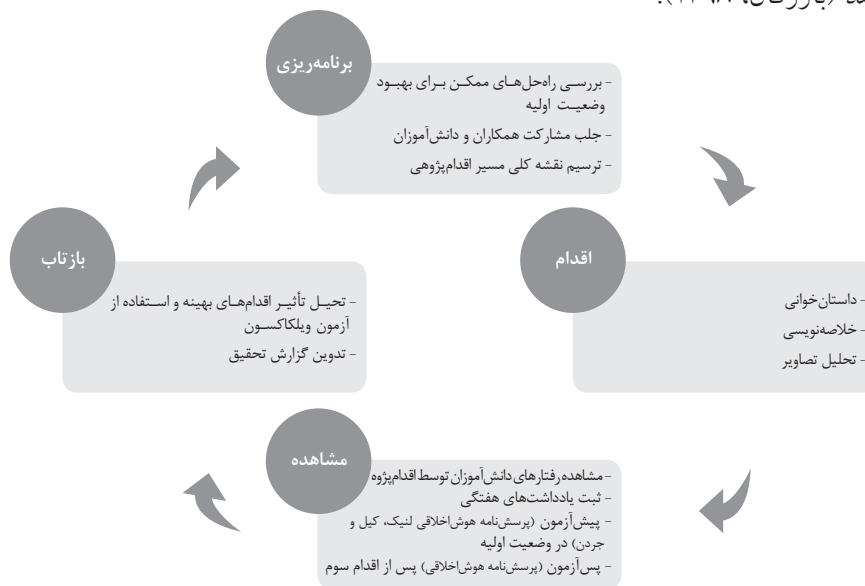 برنامه‌ریزی
- بررسی راه‌حل‌های ممکن برای بهبود
وضعیت اولیه
- جلب مشارکت همکاران و دانش‌آموزان
- ترسیم نقشه کلی مسیر اقدام‌پژوهی
اقدام
- داستان‌خوانی
- خلاصه‌نویسی
- تحلیل تصاویر
مشاهده
- مشاهده رفتارهای دانش‌آموزان توسط اقدام‌پژوه
- ثبت یادداشت‌های هفتگی
- پیش‌آزمون (پرسش‌نامه هوش‌اخلاقی لنیک، کیل و
جردن) در وضعیت اولیه
- پس‌آزمون (پرسش‌نامه هوش‌اخلاقی) پس از اقدام سوم
بازتاب
- تحیل تأثیر اقدام‌های بهینه و استفاده از
آزمون ویلکاکسون
- تدوین گزارش تحقیق